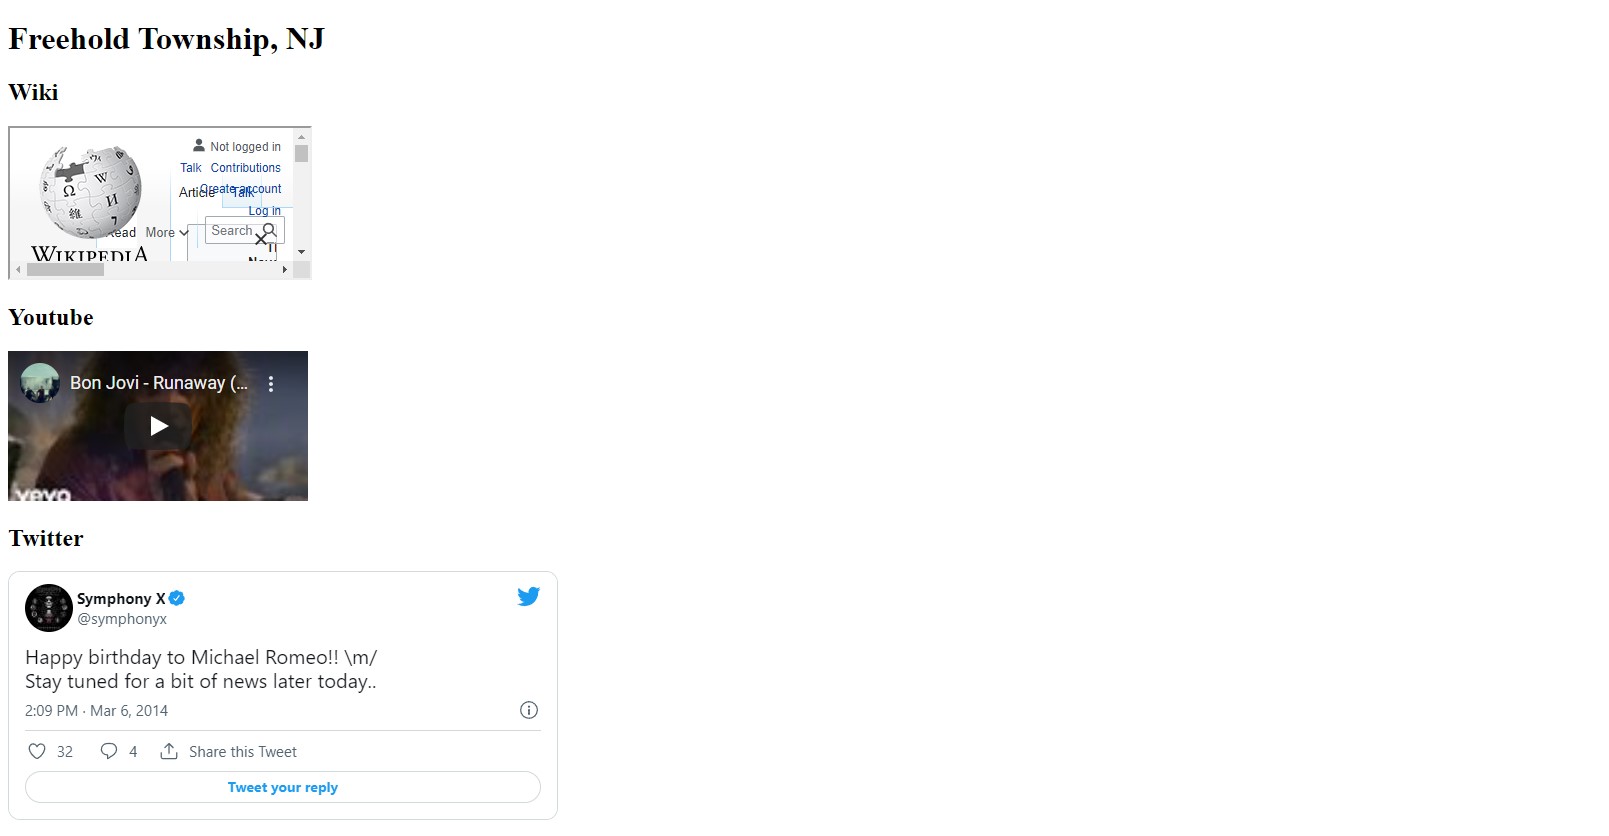 Freehold Township, NJ
Wiki
Not logged in
Talk Contributions
Create account
Article Talk
Log in
Read More Search
WIKIPEDIA
Youtube
Bon Jovi - Runaway (...
vevo
Twitter
Symphony X
@symphonyx
Happy birthday to Michael Romeo!! \m/
Stay tuned for a bit of news later today..
2:09 PM · Mar 6, 2014
32 4 Share this Tweet
Tweet your reply